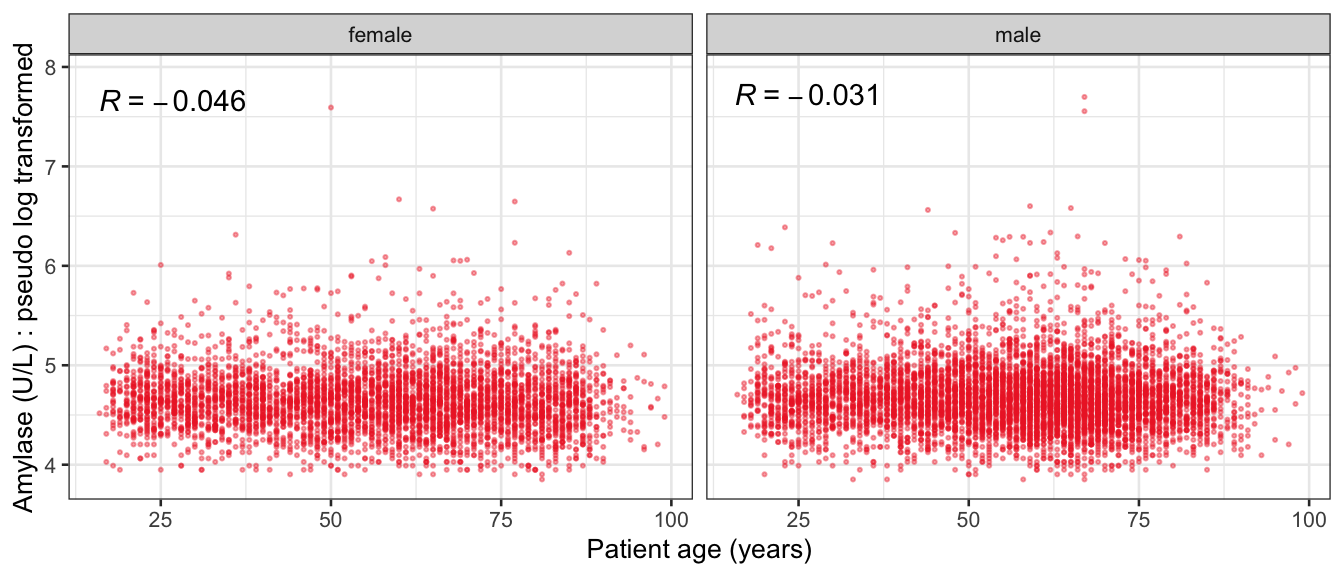 female
male
R = −0.046
R = −0.031
8
7
6
5
4
Amylase (U/L) : pseudo log transformed
25 50 75 100
25 50 75 100
Patient age (years)